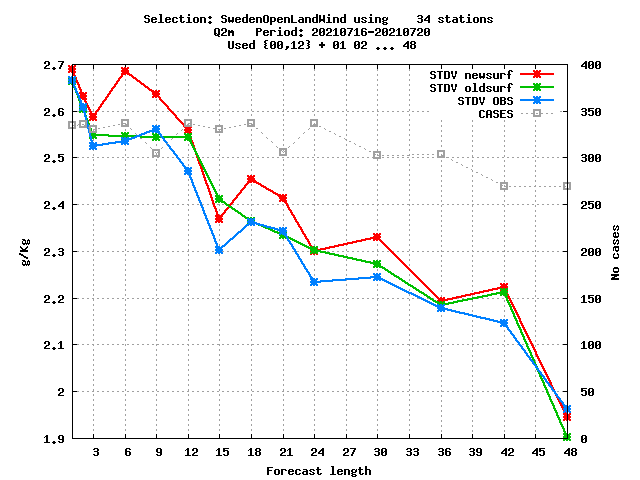 Selection: SwedenOpenLandWind using    34 stations
Q2m   Period: 20210716-20210720
Used {00,12} + 01 02 ... 48
STDV newsurf
STDV oldsurf
STDV OBS
CASES
2.7
2.6
2.5
2.4
2.3
2.2
2.1
2
1.9
g/Kg
400
350
300
250
200
150
100
50
0
No cases
3 6 9 12 15 18 21 24 27 30 33 36 39 42 45 48
Forecast length